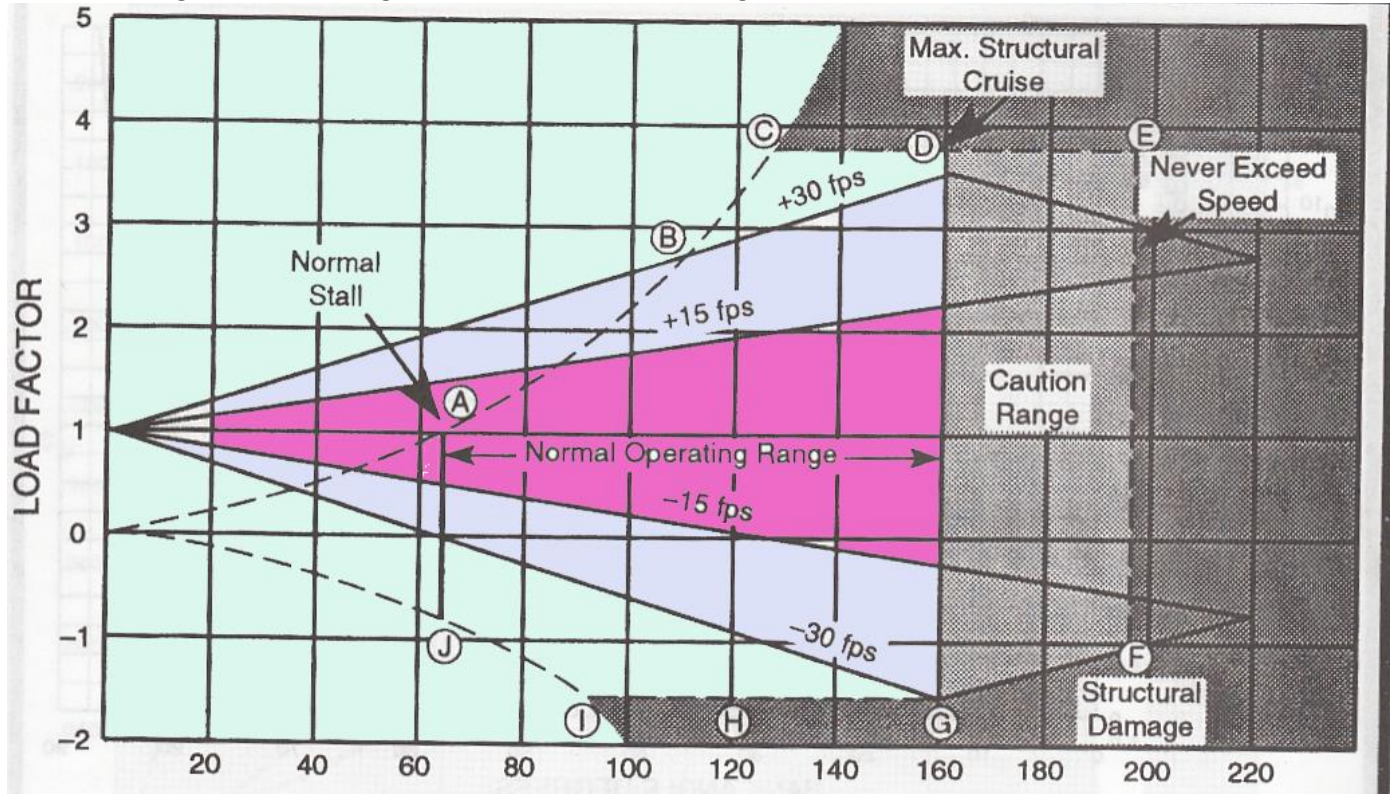 5
4
3
2
1
0
−1
−2
LOAD FACTOR
Max. Structural
Cruise
C
D
E
Never Exceed
Speed
+30 fps
B
Normal
Stall
+15 fps
A
Caution
Range
Normal Operating Range
−15 fps
−30 fps
J
F
Structural
Damage
I
H
G
20
40
60
80
100
120
140
160
180
200
220